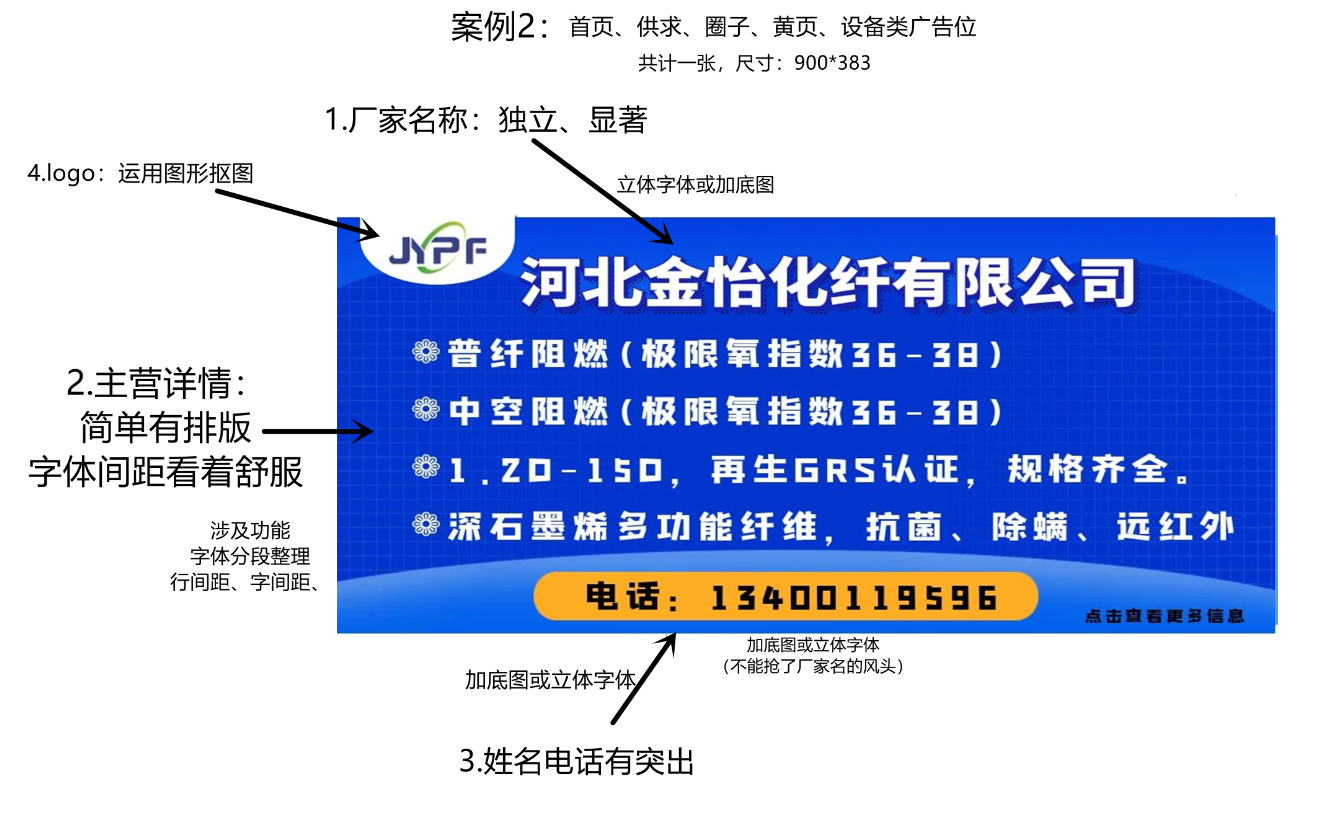 案例2：首页、供求、圈子、黄页、设备类广告位
共计一张，尺寸：900*383
1.厂家名称：独立、显著
4.logo：运用图形抠图
立体字体或加底图
JYPF
河北金怡化纤有限公司
普纤阻燃(极限氧指数36-38)
2.主营详情：
中空阻燃(极限氧指数36-38)
简单有排版
字体间距看着舒服
1.2D-15D，再生GRS认证，规格齐全。
涉及功能
深石墨烯多功能纤维，抗菌、除螨、远红外
字体分段整理
行间距、字间距、
电话：13400119596
点击查看更多信息
加底图或立体字体
（不能抢了厂家名的风头）
加底图或立体字体
3.姓名电话有突出